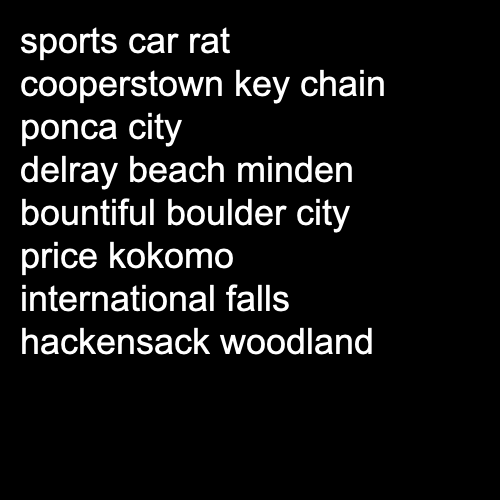 sports car rat
cooperstown key chain
ponca city
delray beach minden
bountiful boulder city
price kokomo
international falls
hackensack woodland